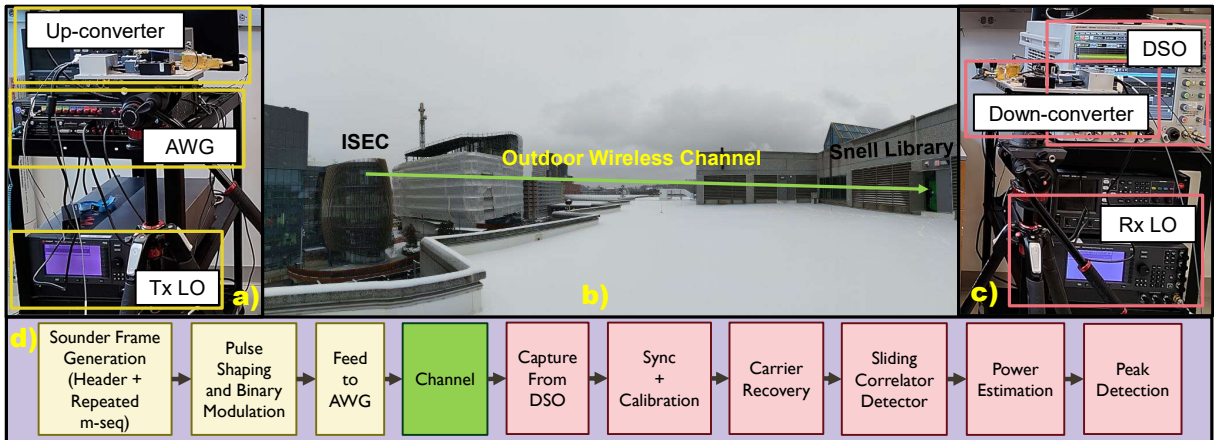 Up-converter
AWG
Tx LO
a)
ISEC
Outdoor Wireless Channel
Snell Library
b)
DSO
Down-converter
Rx LO
c)
d)
Sounder Frame
Generation
(Header +
Repeated
m-seq)
Pulse
Shaping
and Binary
Modulation
Feed
to
AWG
Channel
Capture
From
DSO
Sync
+
Calibration
Carrier
Recovery
Sliding
Correlator
Detector
Power
Estimation
Peak
Detection